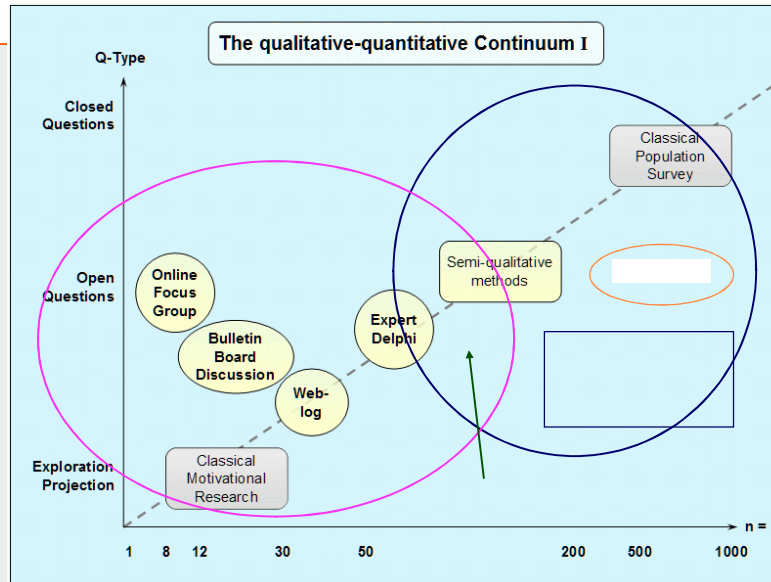 The qualitative-quantitative Continuum I
Q-Type
Closed
Questions
Classical
Population
Survey
Open
Questions
Online
Focus
Group
Semi-qualitative
methods
Bulletin
Board
Discussion
Expert
Delphi
Web-
log
Exploration
Projection
Classical
Motivational
Research
n =
1 8 12 30 50 200 500 1000